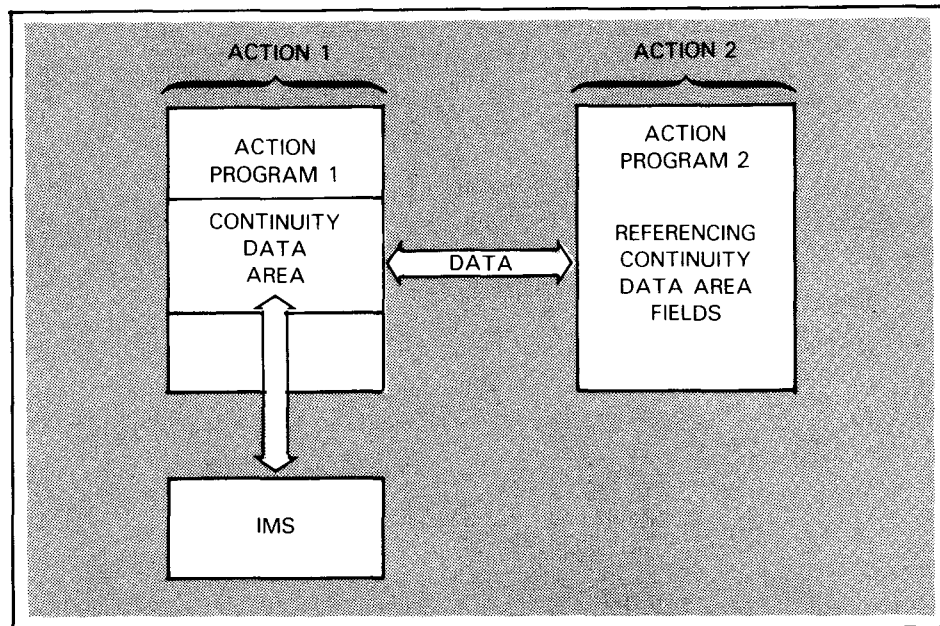 ACTION 1
ACTION 2
ACTION
PROGRAM 1
CONTINUITY
DATA
AREA
DATA
ACTION
PROGRAM 2
REFERENCING
CONTINUITY
DATA AREA
FIELDS
IMS